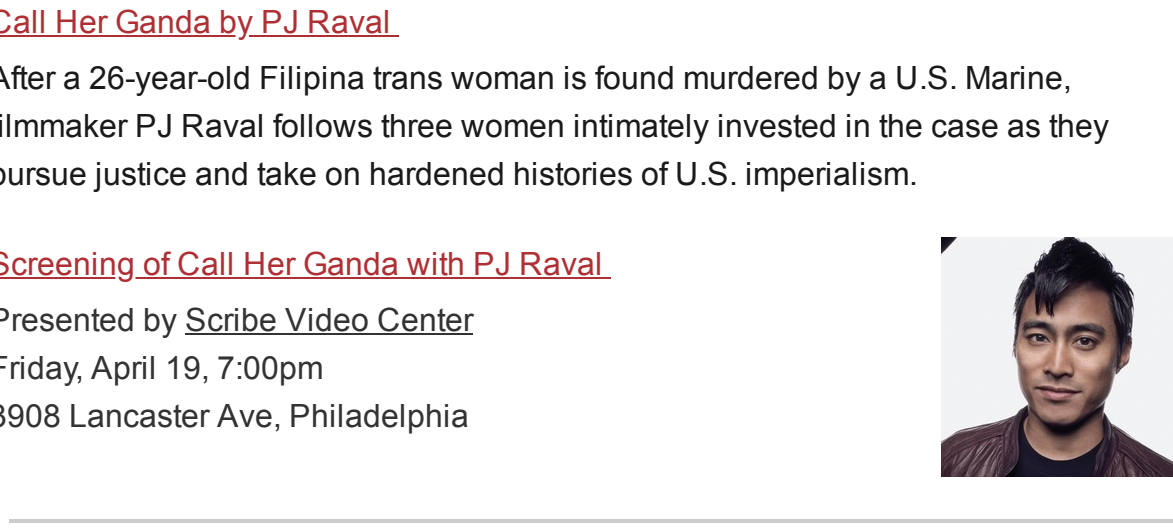 Call Her Ganda by PJ Raval
After a 26-year-old Filipina trans woman is found murdered by a U.S. Marine,
filmmaker PJ Raval follows three women intimately invested in the case as they
pursue justice and take on hardened histories of U.S. imperialism.
Screening of Call Her Ganda with PJ Raval
Presented by Scribe Video Center
Friday, April 19, 7:00pm
3908 Lancaster Ave, Philadelphia